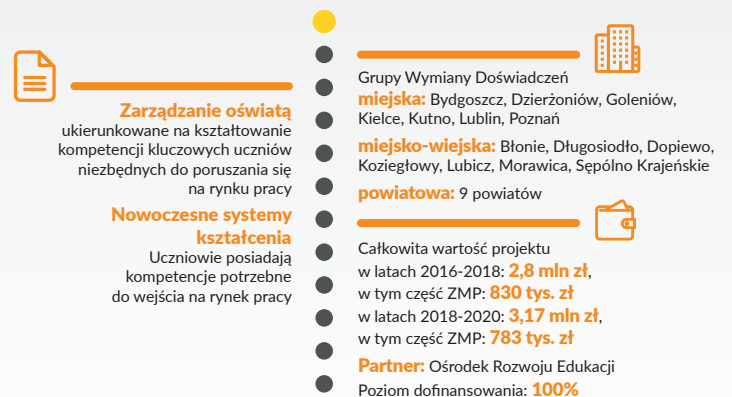 Zarządzanie oświatą
ukierunkowane na kształtowanie
kompetencji kluczowych uczniów
niezbędnych do poruszania się
na rynku pracy
Nowoczesne systemy
kształcenia
Uczniowie posiadają
kompetencje potrzebne
do wejścia na rynek pracy
Grupy Wymiany Doświadczeń
miejska: Bydgoszcz, Dzierżoniów, Goleniów,
Kielce, Kutno, Lublin, Poznań
miejsko-wiejska: Błonie, Długosiodło, Dopiewo,
Koziegłowy, Lubicz, Morawica, Sępólno Krajeńskie
powiatowa: 9 powiatów
Całkowita wartość projektu
w latach 2016-2018: 2,8 mln zł,
w tym część ZMP: 830 tys. zł
w latach 2018-2020: 3,17 mln zł,
w tym część ZMP: 783 tys. zł
Partner: Ośrodek Rozwoju Edukacji
Poziom dofinansowania: 100%